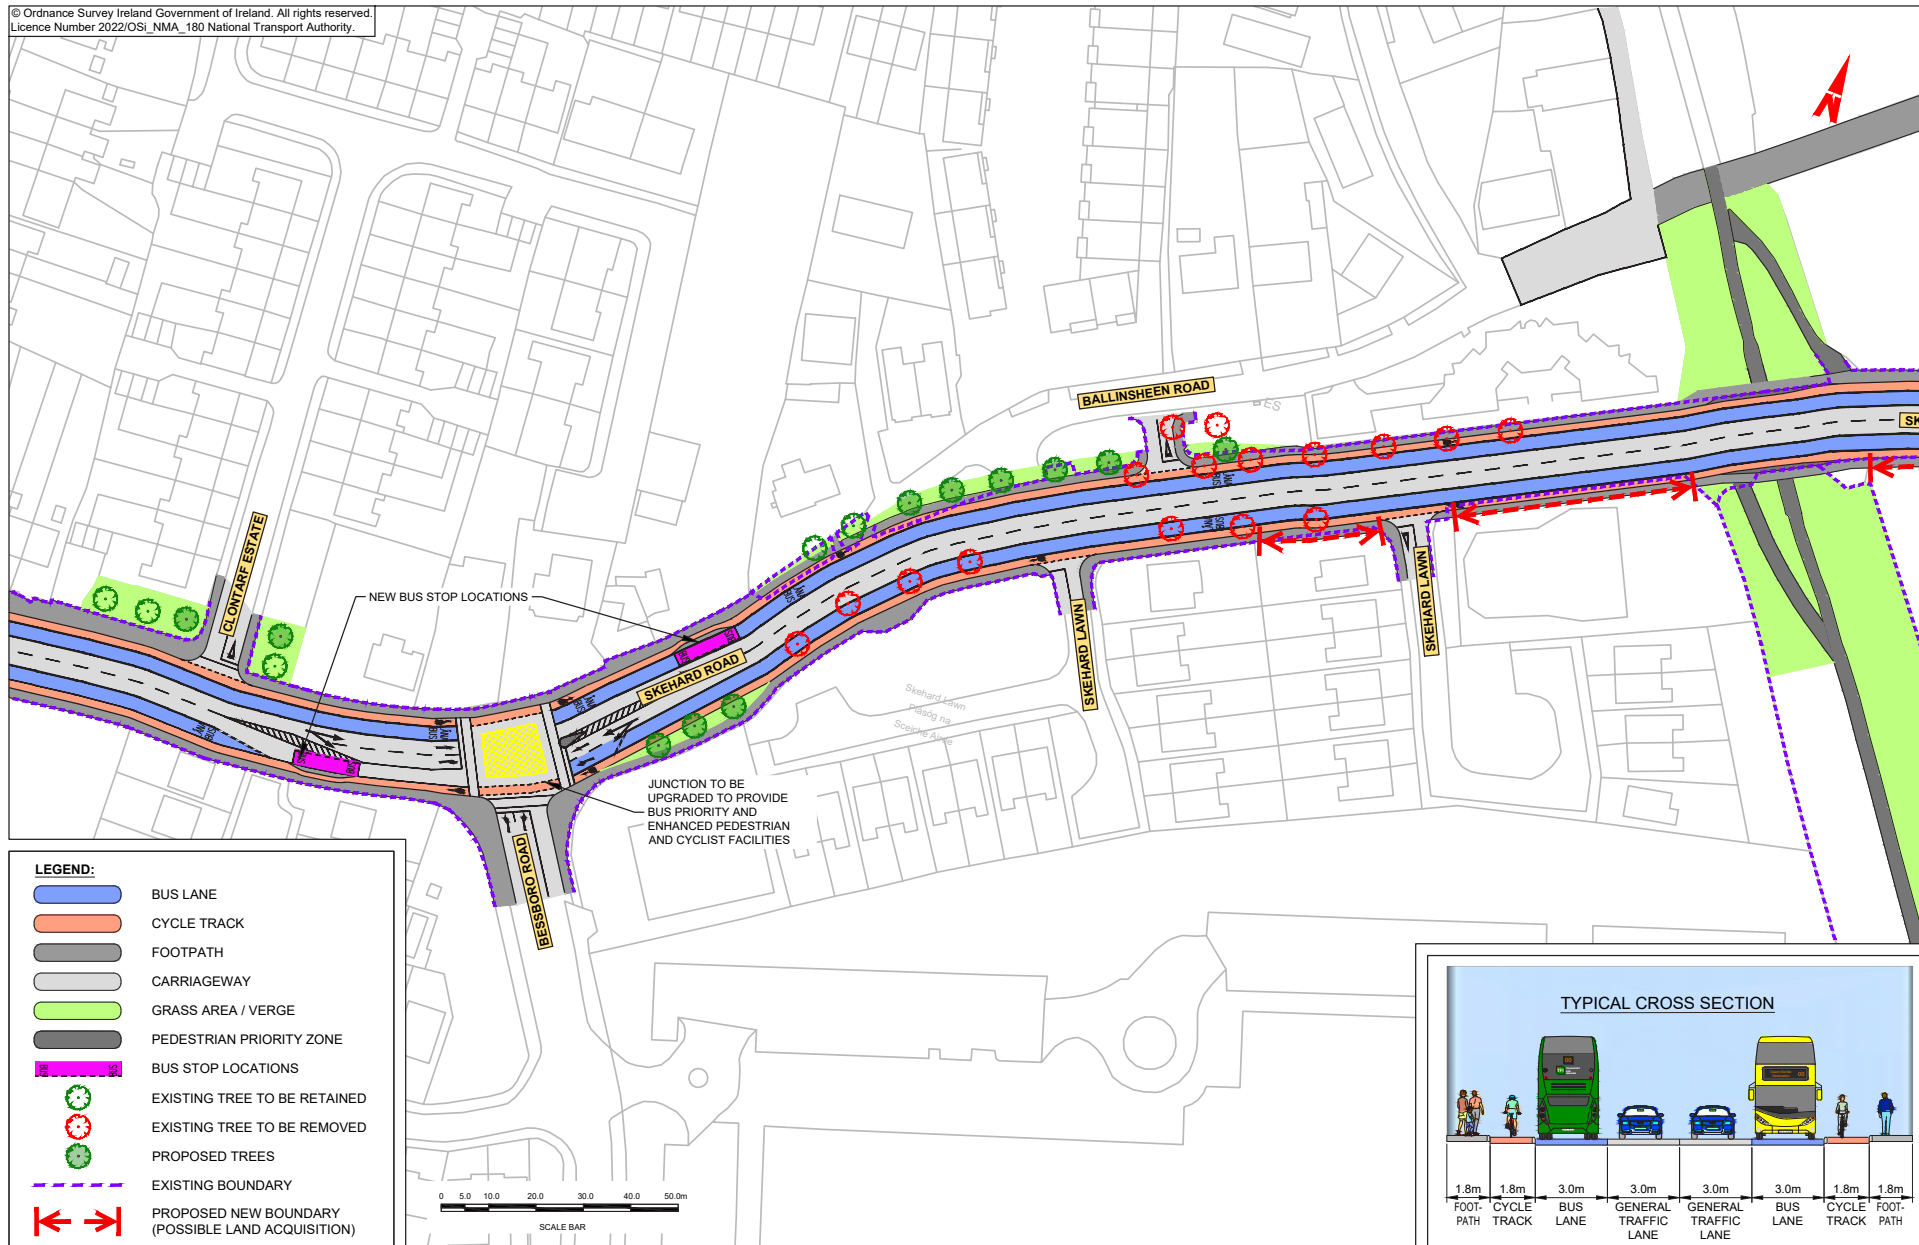 © Ordnance Survey Ireland Government of Ireland. All rights reserved.
Licence Number 2022/OSi_NMA_180 National Transport Authority.
BALLINSHEEN ROAD
CLONTARF ESTATE
NEW BUS STOP LOCATIONS
SKEHARD ROAD
SKEHARD LAWN
SKEHARD LAWN
SK
Skehard Lawn
Plásóg na
Sceiche Airde
BUS
BUS
JUNCTION TO BE
UPGRADED TO PROVIDE
BUS PRIORITY AND
ENHANCED PEDESTRIAN
AND CYCLIST FACILITIES
BESSBORO ROAD
LEGEND:
BUS LANE
CYCLE TRACK
FOOTPATH
CARRIAGEWAY
GRASS AREA / VERGE
PEDESTRIAN PRIORITY ZONE
BUS STOP LOCATIONS
EXISTING TREE TO BE RETAINED
EXISTING TREE TO BE REMOVED
PROPOSED TREES
EXISTING BOUNDARY
PROPOSED NEW BOUNDARY
(POSSIBLE LAND ACQUISITION)
0 5.0 10.0 20.0 30.0 40.0 50.0m
SCALE BAR
TYPICAL CROSS SECTION
1.8m 1.8m 3.0m 3.0m 3.0m 3.0m 1.8m 1.8m
FOOT- CYCLE BUS GENERAL GENERAL BUS CYCLE FOOT-
PATH TRACK LANE TRAFFIC TRAFFIC LANE TRACK PATH
LANE LANE